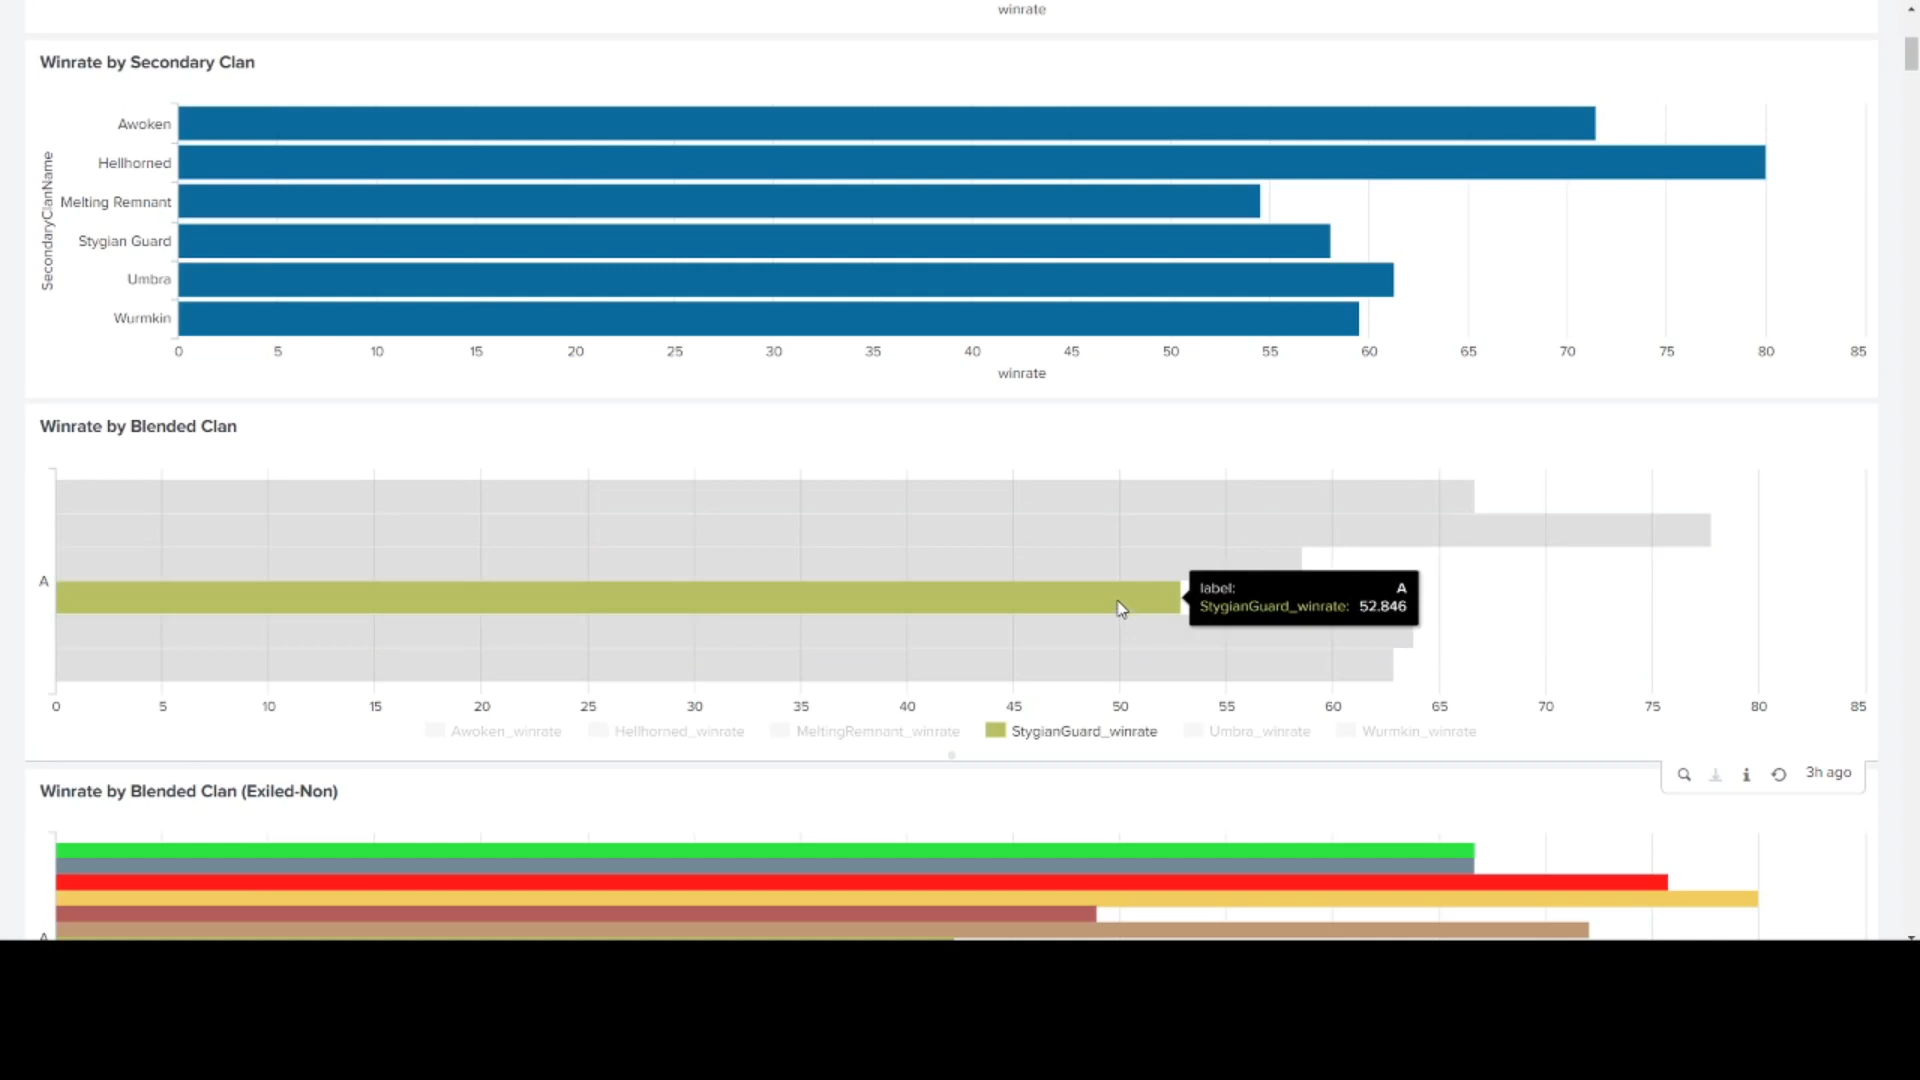 winrate
Winrate by Secondary Clan
SecondaryClanName
Awoken
Hellhorned
Melting Remnant
Stygian Guard
Umbra
Wurmkin
0 5 10 15 20 25 30 35 40 45 50 55 60 65 70 75 80 85
winrate
Winrate by Blended Clan
A
label: A
StygianGuard_winrate: 52.846
0 5 10 15 20 25 30 35 40 45 50 55 60 65 70 75 80 85
Awoken_winrate Hellhorned_winrate MeltingRemnant_winrate StygianGuard_winrate Umbra_winrate Wurmkin_winrate
3h ago
Winrate by Blended Clan (Exiled-Non)
A